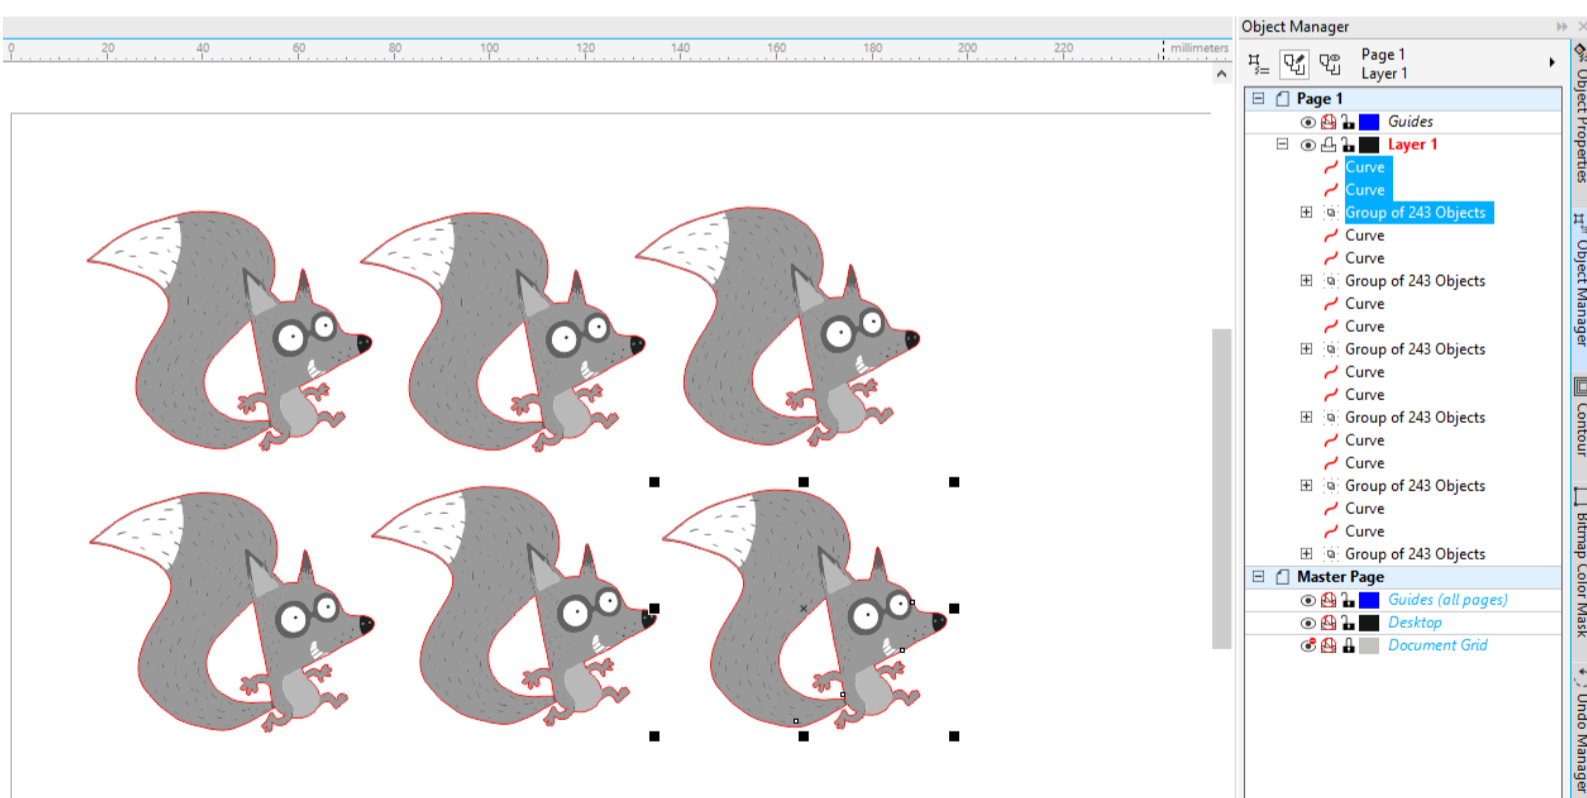 Object Manager
0 20 40 60 80 100 120 140 160 180 200 220 millimeters
Page 1
Layer 1
Page 1
Guides
Layer 1
Curve
Curve
Group of 243 Objects
Curve
Curve
Group of 243 Objects
Curve
Curve
Group of 243 Objects
Curve
Curve
Group of 243 Objects
Curve
Curve
Group of 243 Objects
Curve
Curve
Group of 243 Objects
Master Page
Guides (all pages)
Desktop
Document Grid
Object Properties
Object Manager
Contour
Bitmap Color Mask
Undo Manager